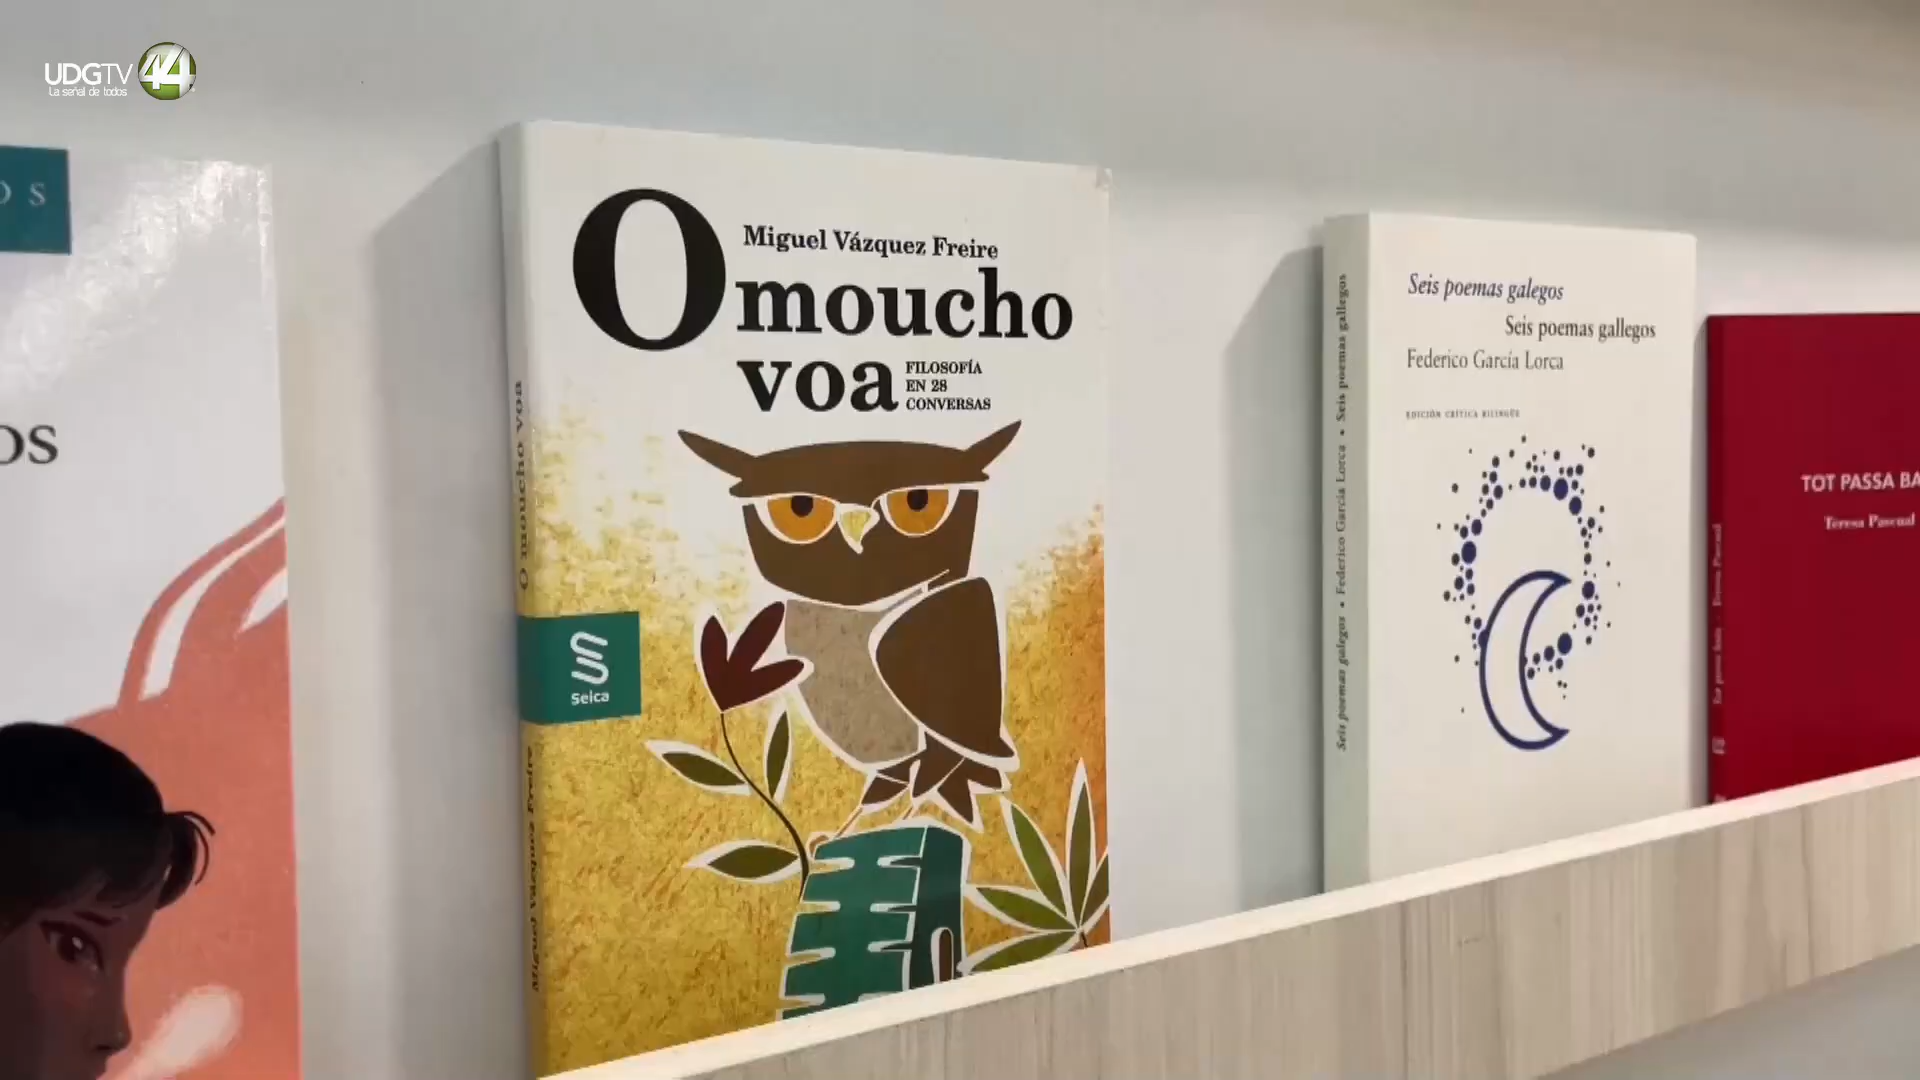 UDGTV 44
La señal de todos
OS
os
Miguel Vázquez Freire
O moucho
voa
FILOSOFÍA
EN 28
CONVERSAS
Seica
O moucho voa
Miguel Vázquez Freire
Seis poemas galegos
Seis poemas gallegos
Federico García Lorca
EDICIÓN CRÍTICA BILINGÜE
Seis poemas galegos • Federico García Lorca • Seis poemas gallegos
TOT PASSA BA
Teresa Pascual